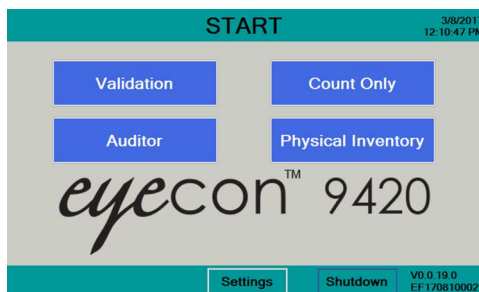 START
3/8/201
12:10:47 PM
Validation
Count Only
Auditor
Physical Inventory
eyecon™ 9420
Settings
Shutdown
V0.0.19.0
EF170810002